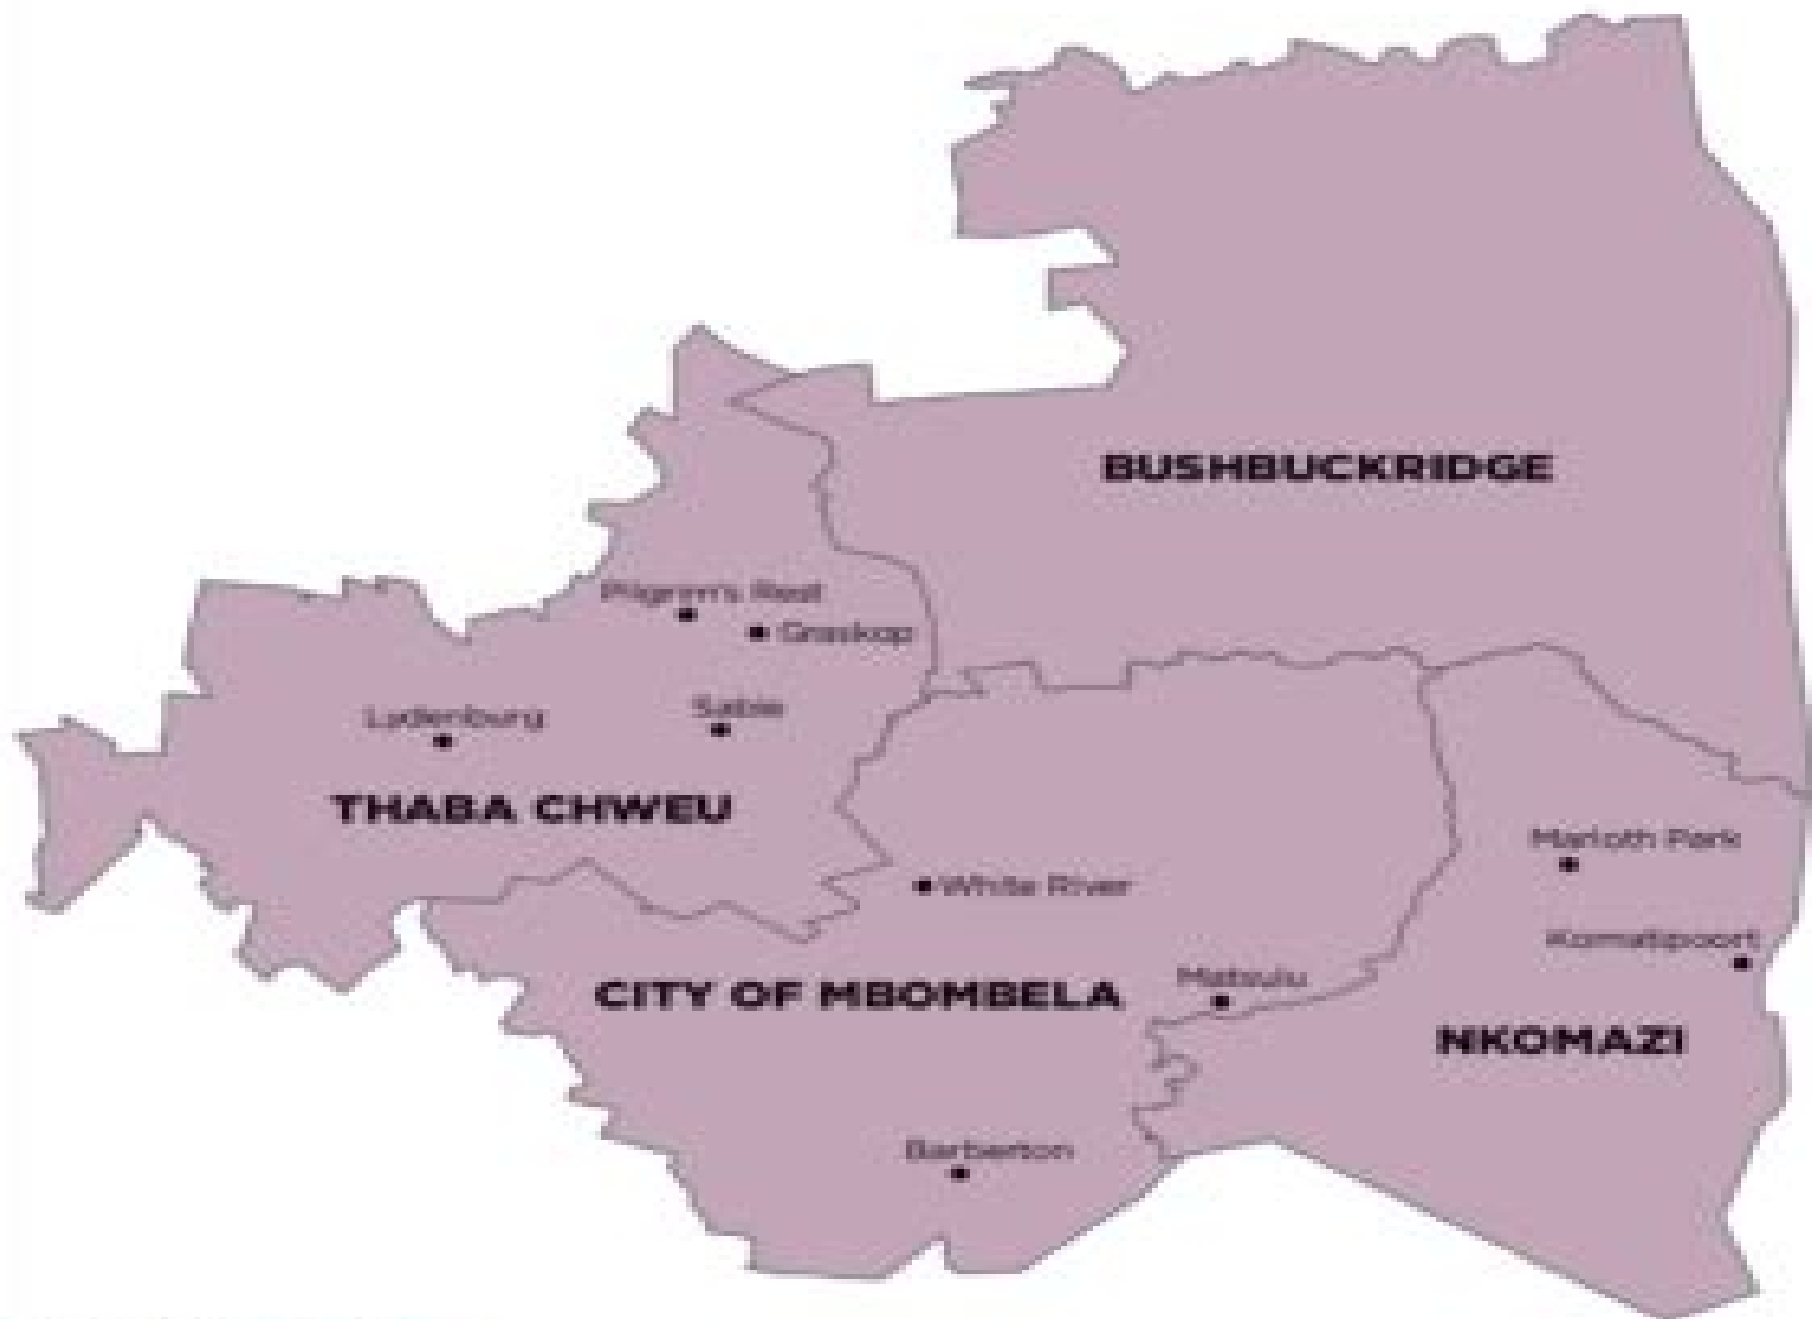 BUSHBUCKRIDGE
Pilgrim's Rest
Graskop
Sabie
Lydenburg
THABA CHWEU
Marloth Park
White River
Komatipoort
Matsulu
CITY OF MBOMBELA
NKOMAZI
Barberton